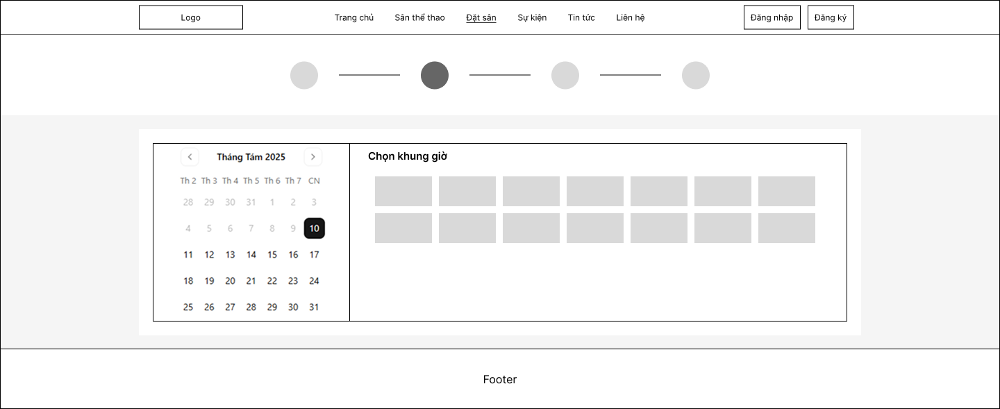 Logo
Trang chủ Sân thể thao Đặt sân Sự kiện Tin tức Liên hệ
Đăng nhập Đăng ký
Tháng Tám 2025
Th 2 Th 3 Th 4 Th 5 Th 6 Th 7 CN
28 29 30 31 1 2 3
4 5 6 7 8 9 10
11 12 13 14 15 16 17
18 19 20 21 22 23 24
25 26 27 28 29 30 31
Chọn khung giờ
Footer